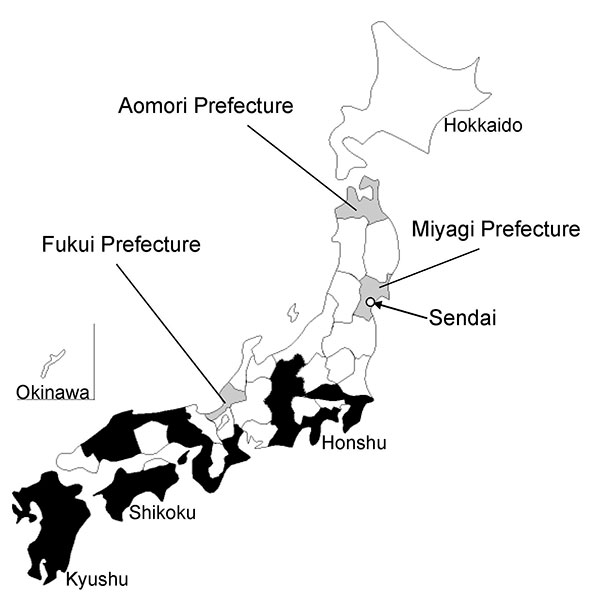 Aomori Prefecture
Hokkaido
Miyagi Prefecture
Fukui Prefecture
Sendai
Okinawa
Honshu
Shikoku
Kyushu